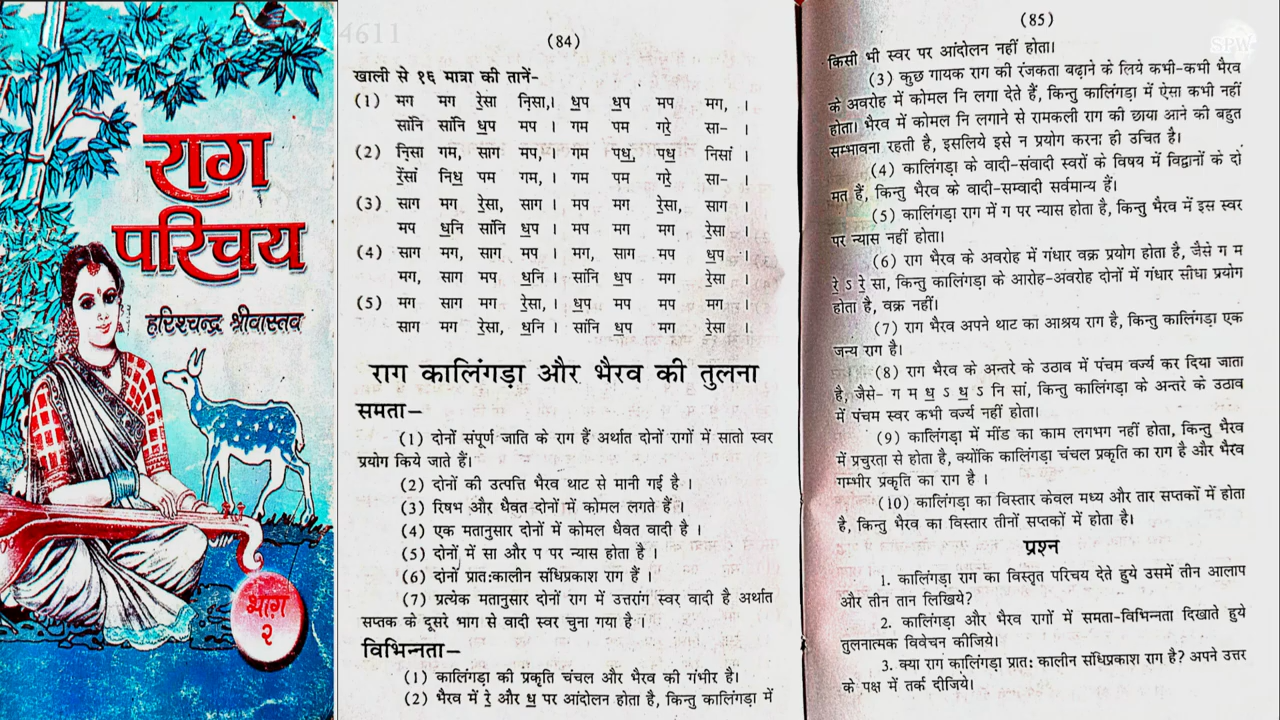 राग
परिचय
हरिश्चन्द्र श्रीवास्तव
भाग
२
4611
(84)
खाली से १६ मात्रा की तानें-
(1) मग मग रे॒सा नि़सा,। ध॒प ध॒प मप मग, ।
सांनि सांनि ध॒प मप । गम पम गरे॒ सा- ।
(2) नि़सा गम, साग मप,। गम पध॒, पध॒ निसां ।
रें॒सां निध॒ पम गम,। गम पम गरे॒ सा- ।
(3) साग मग रे॒सा, साग । मप मग रे॒सा, साग ।
मप ध॒नि सांनि ध॒प । मप मग मग रे॒सा ।
(4) साग मग, साग मप । मग, साग मप ध॒प ।
मग, साग मप ध॒नि । सांनि ध॒प मग रे॒सा ।
(5) मग साग मग रे॒सा,। ध॒प मप मप मग ।
साग मग रे॒सा, ध॒नि । सांनि ध॒प मग रे॒सा ।
राग कालिंगड़ा और भैरव की तुलना
समता–
(1) दोनों संपूर्ण जाति के राग हैं अर्थात दोनों रागों में सातो स्वर
प्रयोग किये जाते हैं।
(2) दोनों की उत्पत्ति भैरव थाट से मानी गई है ।
(3) रिषभ और धैवत दोनों में कोमल लगते हैं ।
(4) एक मतानुसार दोनों में कोमल धैवत वादी है ।
(5) दोनों में सा और प पर न्यास होता है ।
(6) दोनों प्रात:कालीन संधिप्रकाश राग हैं ।
(7) प्रत्येक मतानुसार दोनों राग में उत्तरांग स्वर वादी है अर्थात
सप्तक के दूसरे भाग से वादी स्वर चुना गया है ।
विभिन्नता–
(1) कालिंगड़ा की प्रकृति चंचल और भैरव की गंभीर है।
(2) भैरव में रे॒ और ध॒ पर आंदोलन होता है, किन्तु कालिंगड़ा में
(85)
SPW
किसी भी स्वर पर आंदोलन नहीं होता।
(3) कुछ गायक राग की रंजकता बढ़ाने के लिये कभी-कभी भैरव
के अवरोह में कोमल नि लगा देते हैं, किन्तु कालिंगड़ा में ऐसा कभी नहीं
होता। भैरव में कोमल नि लगाने से रामकली राग की छाया आने की बहुत
सम्भावना रहती है, इसलिये इसे न प्रयोग करना ही उचित है।
(4) कालिंगड़ा के वादी-संवादी स्वरों के विषय में विद्वानों के दो
मत हैं, किन्तु भैरव के वादी-सम्वादी सर्वमान्य हैं।
(5) कालिंगड़ा राग में ग पर न्यास होता है, किन्तु भैरव में इस स्वर
पर न्यास नहीं होता।
(6) राग भैरव के अवरोह में गंधार वक्र प्रयोग होता है, जैसे ग म
रे॒ ऽ रे॒ सा, किन्तु कालिंगड़ा के आरोह-अवरोह दोनों में गंधार सीधा प्रयोग
होता है, वक्र नहीं।
(7) राग भैरव अपने थाट का आश्रय राग है, किन्तु कालिंगड़ा एक
जन्य राग है।
(8) राग भैरव के अन्तरे के उठाव में पंचम वर्ज्य कर दिया जाता
है, जैसे- ग म ध॒ ऽ ध॒ ऽ नि सां, किन्तु कालिंगड़ा के अन्तरे के उठाव
में पंचम स्वर कभी वर्ज्य नहीं होता।
(9) कालिंगड़ा में मींड का काम लगभग नहीं होता, किन्तु भैरव
में प्रचुरता से होता है, क्योंकि कालिंगड़ा चंचल प्रकृति का राग है और भैरव
गम्भीर प्रकृति का राग है ।
(10) कालिंगड़ा का विस्तार केवल मध्य और तार सप्तकों में होता
है, किन्तु भैरव का विस्तार तीनों सप्तकों में होता है।
प्रश्न
1. कालिंगड़ा राग का विस्तृत परिचय देते हुये उसमें तीन आलाप
और तीन तान लिखिये?
2. कालिंगड़ा और भैरव रागों में समता-विभिन्नता दिखाते हुये
तुलनात्मक विवेचन कीजिये।
3. क्या राग कालिंगड़ा प्रात: कालीन संधिप्रकाश राग है? अपने उत्तर
के पक्ष में तर्क दीजिये।